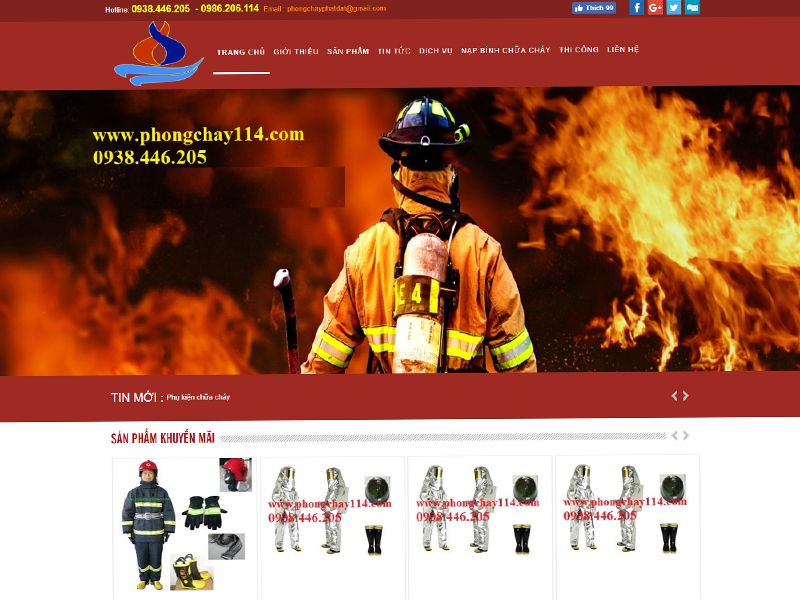 Hotline: 0938.446.205 - 0986.206.114 Email : phongchayphatdat@gmail.com
Thích 99
TRANG CHỦ GIỚI THIỆU SẢN PHẨM TIN TỨC DỊCH VỤ NẠP BÌNH CHỮA CHÁY THI CÔNG LIÊN HỆ
www.phongchay114.com
0938.446.205
E 4
TIN MỚI : Phụ kiện chữa cháy
SẢN PHẨM KHUYẾN MÃI
www.phongchay114.com
0938.446.205
www.phongchay114.com
0938.446.205
www.phongchay114.com
0938.446.205